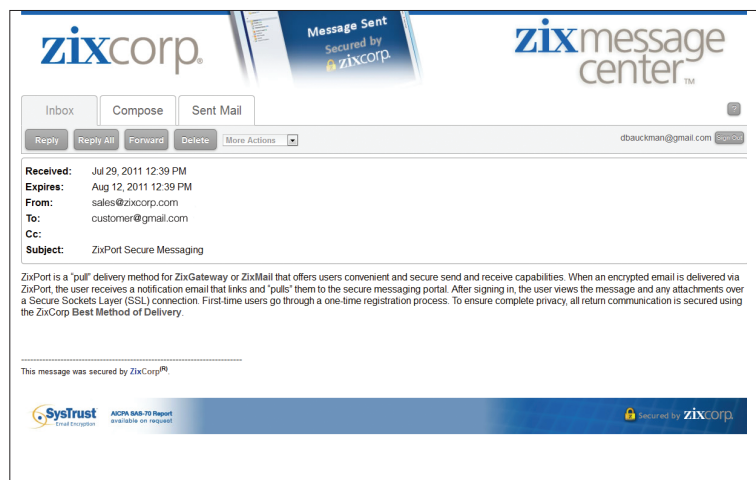 zixcorp®
Message Sent
Secured by
zixcorp.
zixmessage
center™
Inbox Compose Sent Mail
?
Reply Reply All Forward Delete More Actions
dbauckman@gmail.com Sign Out
Received: Jul 29, 2011 12:39 PM
Expires: Aug 12, 2011 12:39 PM
From: sales@zixcorp.com
To: customer@gmail.com
Cc:
Subject: ZixPort Secure Messaging
ZixPort is a "pull" delivery method for ZixGateway or ZixMail that offers users convenient and secure send and receive capabilities. When an encrypted email is delivered via
ZixPort, the user receives a notification email that links and "pulls" them to the secure messaging portal. After signing in, the user views the message and any attachments over
a Secure Sockets Layer (SSL) connection. First-time users go through a one-time registration process. To ensure complete privacy, all return communication is secured using
the ZixCorp Best Method of Delivery.
This message was secured by ZixCorp(R).
SysTrust
Email Encryption
AICPA SAS-70 Report
available on request
Secured by zixcorp.